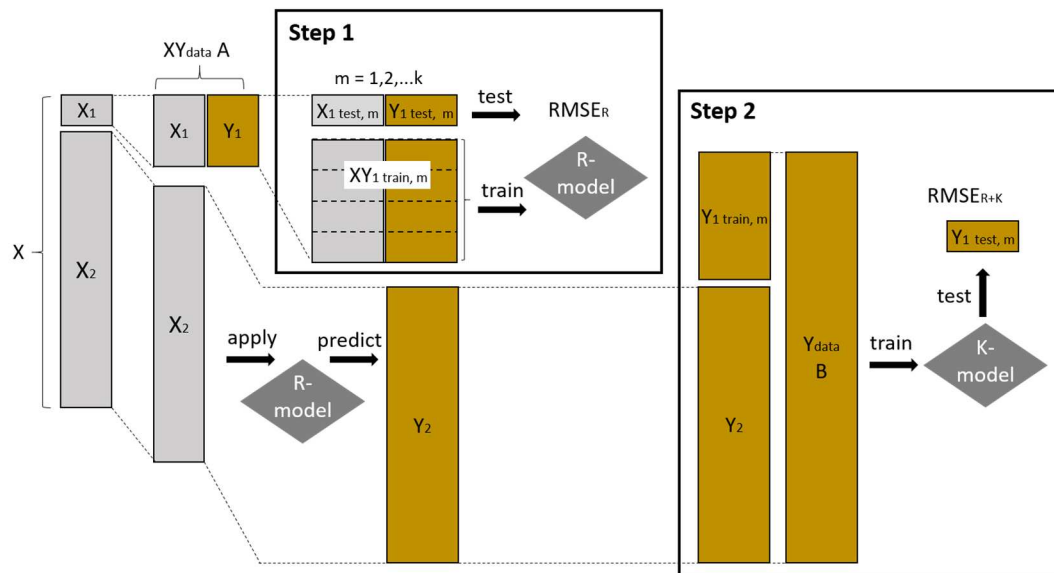 Step 1
XYdata A
m = 1,2,...k
X1
X1
Y1
X1 test, m
Y1 test, m
test
RMSER
XY1 train, m
train
R-
model
X
X2
X2
apply
R-
model
predict
Y2
Step 2
Y1 train, m
Y2
Ydata
B
train
K-
model
test
Y1 test, m
RMSER+K